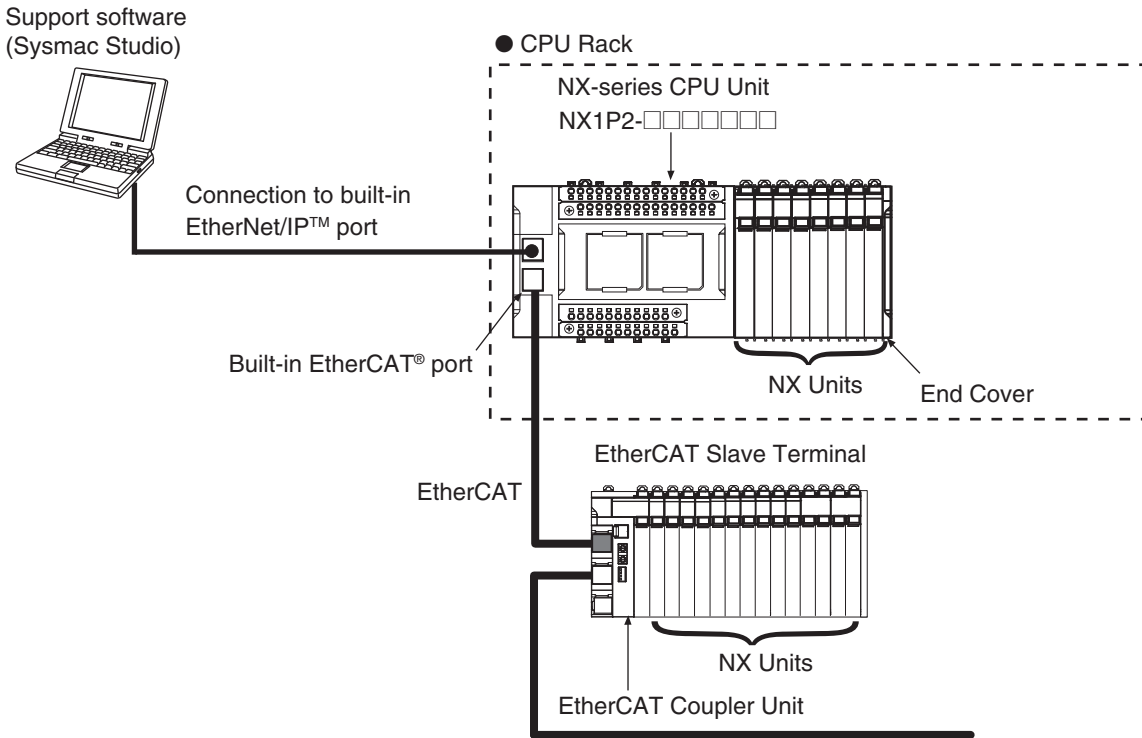 Support software
(Sysmac Studio)
● CPU Rack
NX-series CPU Unit
NX1P2-□□□□□□□
Connection to built-in
EtherNet/IP™ port
Built-in EtherCAT® port
NX Units
End Cover
EtherCAT Slave Terminal
EtherCAT
NX Units
EtherCAT Coupler Unit